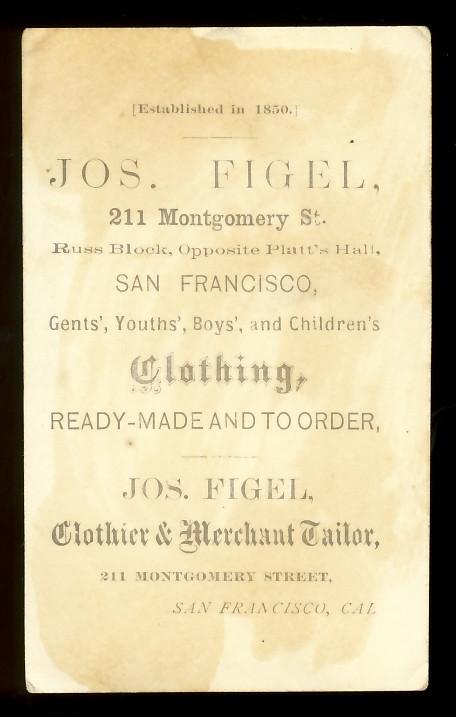 [Established in 1850.]
JOS. FIGEL,
211 Montgomery St.
Russ Block, Opposite Platt's Hall,
SAN FRANCISCO,
Gents', Youths', Boys', and Children's
Clothing,
READY-MADE AND TO ORDER,
JOS. FIGEL,
Clothier & Merchant Tailor,
211 MONTGOMERY STREET,
SAN FRANCISCO, CAL